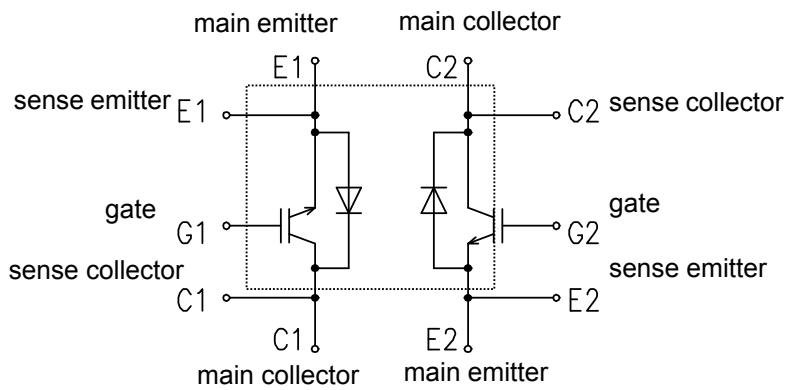 main emitter
main collector
E1
C2
sense emitter
E1
C2
sense collector
gate
G1
gate
G2
sense collector
C1
sense emitter
E2
C1
E2
main collector
main emitter